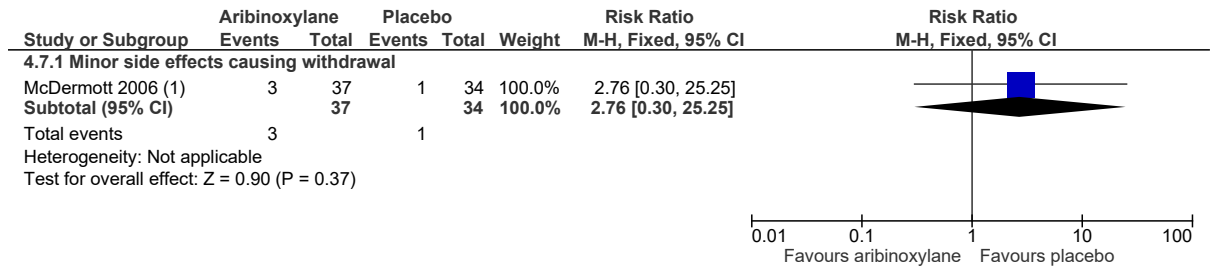 Aribinoxylane Placebo Risk Ratio Risk Ratio
Study or Subgroup Events Total Events Total Weight M-H, Fixed, 95% CI M-H, Fixed, 95% CI
4.7.1 Minor side effects causing withdrawal
McDermott 2006 (1) 3 37 1 34 100.0% 2.76 [0.30, 25.25]
Subtotal (95% CI) 37 34 100.0% 2.76 [0.30, 25.25]
Total events 3 1
Heterogeneity: Not applicable
Test for overall effect: Z = 0.90 (P = 0.37)
0.01 0.1 1 10 100
Favours aribinoxylane Favours placebo